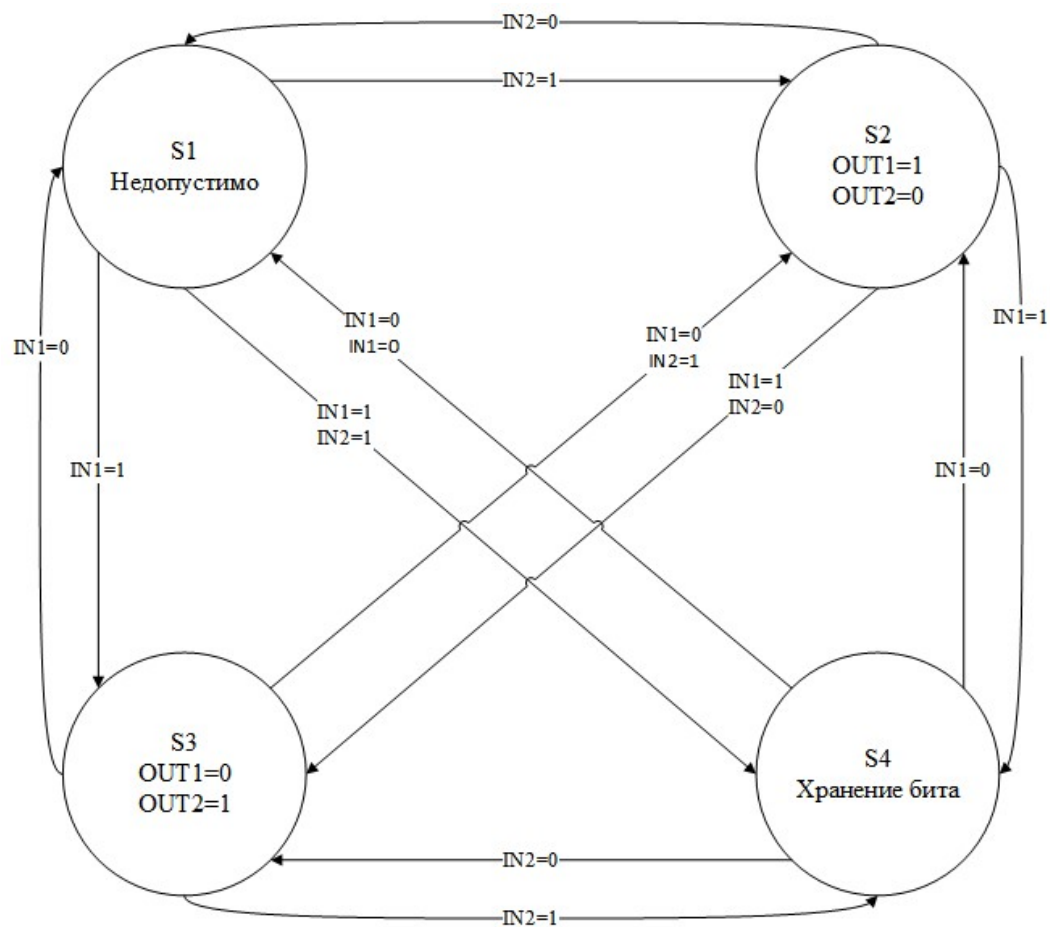 IN2=0
IN2=1
S1
Недопустимо
S2
OUT1=1
OUT2=0
IN1=0
IN1=0
IN1=0
IN2=1
IN1=1
IN1=0
IN1=1
IN2=0
IN1=1
IN2=1
IN1=1
IN1=0
S3
OUT1=0
OUT2=1
S4
Хранение бита
IN2=0
IN2=1